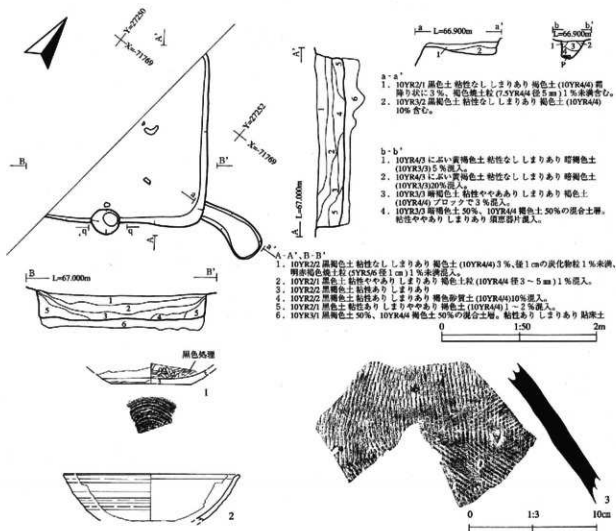 Y=27250
X=-71769
A'
Y=27252
X=-71769
B
B'
a
b
b'
A
a'
a L=66.900m a'
1 2
b b'
L=66.900m
1 3 2
P
A'
L=67.000m
A
a-a'
1．10YR2/1 黒色土 粘性なし しまりあり 褐色土 (10YR4/4) 霜
降り状に3％、褐色焼土粒 (7.5YR4/4 径5㎜) 1％未満含む。
2．10YR3/2 黒褐色土 粘性なし しまりあり 褐色土 (10YR4/4)
10％含む。
b-b'
1．10YR4/3 にぶい黄褐色土 粘性なし しまりあり 暗褐色土
(10YR3/3) 5％混入。
2．10YR4/3 にぶい黄褐色土 粘性なし しまりあり 暗褐色土
(10YR3/3)20％混入。
3．10YR3/3 暗褐色土 粘性ややあり しまりあり 褐色土
(10YR4/4) ブロックで3％混入。
4．10YR3/3 暗褐色土 50％、10YR4/4 褐色土 50％の混合土層。
粘性ややあり しまりあり 須恵器片混入。
A-A'、B-B'
1．10YR2/2 黒褐色土 粘性なし しまりあり 褐色土 (10YR4/4) 3％、径1㎝の炭化物粒1％未満、
明赤褐色焼土粒 (5YR5/6 径1㎝) 1％未満混入。
2．10YR2/1 黒色土 粘性ややあり しまりあり 褐色土粒 (10YR4/4 径3～5㎜) 1％混入。
3．10YR2/2 黒褐色土 粘性あり しまりあり
4．10YR2/2 黒褐色土 粘性あり しまりあり 褐色砂質土 (10YR4/4)10％混入。
5．10YR2/1 黒色土 粘性あり しまりややあり 褐色土 (10YR4/4) 1～2％混入。
6．10YR3/1 黒褐色土 50％、10YR4/4 褐色土 50％の混合土層。粘性あり しまりあり 貼床土
B L=67.000m B'
1
2
3
5 4 5
6
0 1:50 2m
黒色処理
1
2
3
0 1:3 10cm